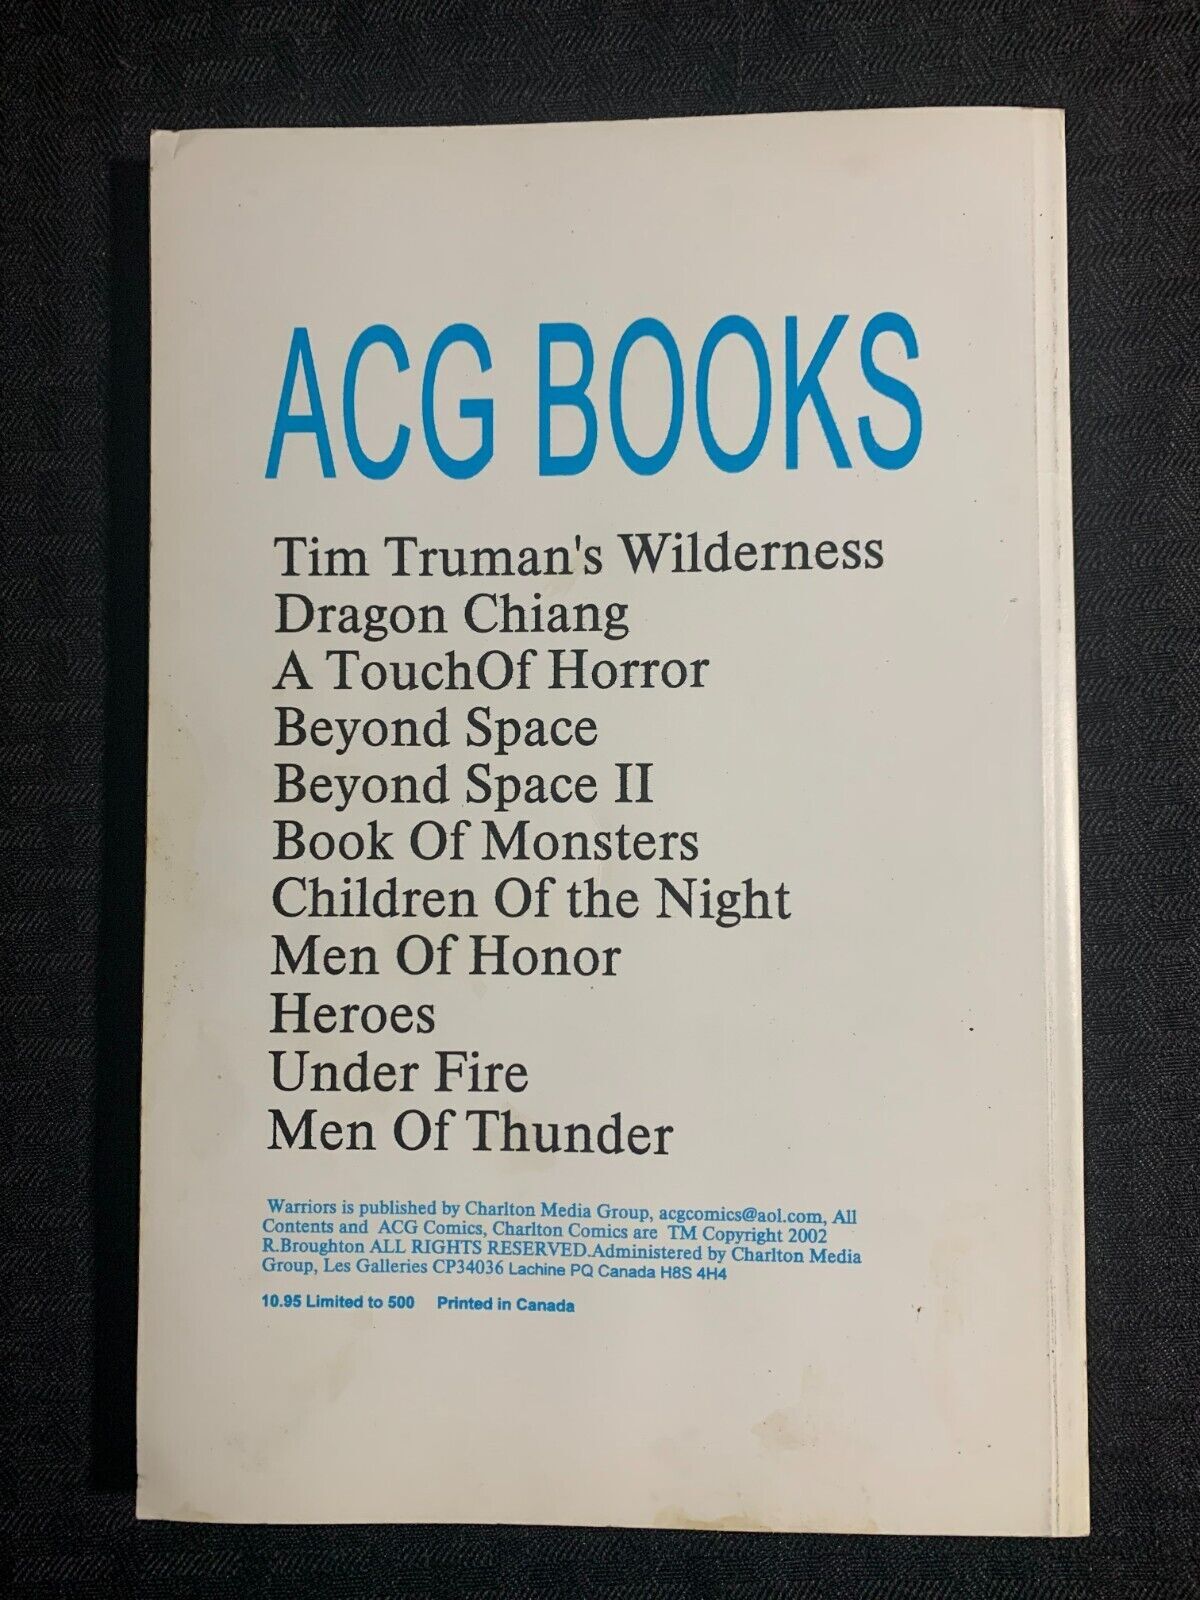 ACG BOOKS
Tim Truman's Wilderness
Dragon Chiang
A TouchOf Horror
Beyond Space
Beyond Space II
Book Of Monsters
Children Of the Night
Men Of Honor
Heroes
Under Fire
Men Of Thunder
Warriors is published by Charlton Media Group, acgcomics@aol.com, All
Contents and ACG Comics, Charlton Comics are TM Copyright 2002
R.Broughton ALL RIGHTS RESERVED.Administered by Charlton Media
Group, Les Galleries CP34036 Lachine PQ Canada H8S 4H4
10.95 Limited to 500 Printed in Canada